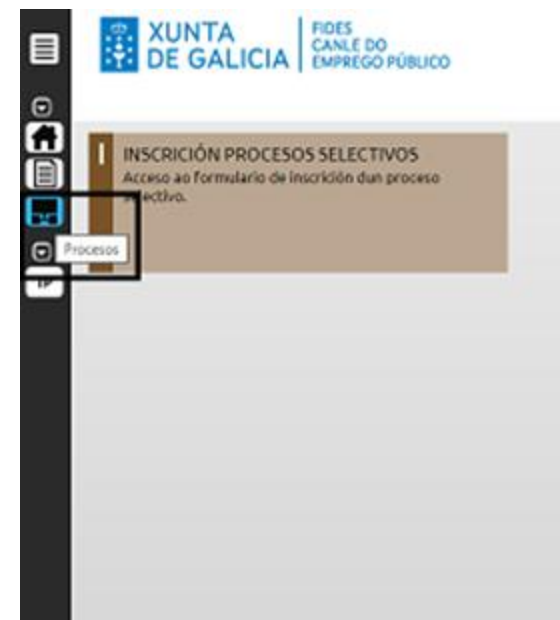 XUNTA
DE GALICIA
FIDES
CANLE DO
EMPREGO PÚBLICO
I
INSCRICIÓN PROCESOS SELECTIVOS
Acceso ao formulario de inscrición dun proceso
selectivo.
Procesos